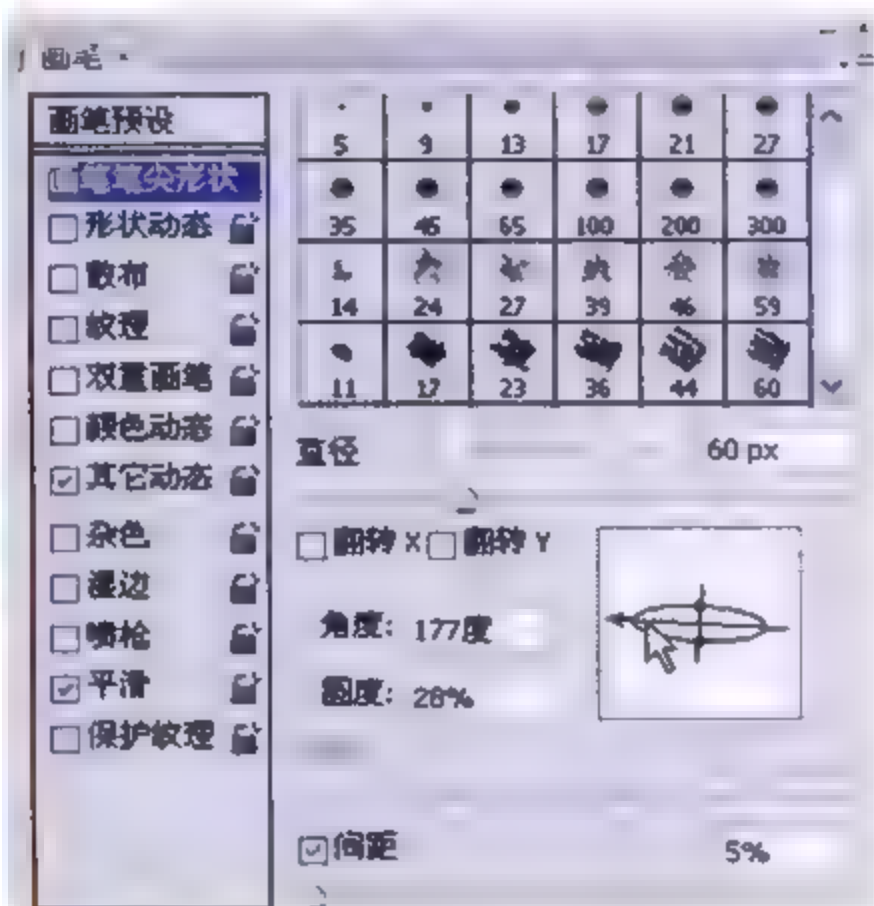 画笔
画笔预设
画笔笔尖形状
形状动态
散布
纹理
双重画笔
颜色动态
其它动态
杂色
湿边
喷枪
平滑
保护纹理
5 9 13 17 21 27
35 45 65 100 200 300
14 24 27 39 46 59
11 17 23 36 44 60
直径 60 px
翻转 X 翻转 Y
角度: 177度
圆度: 28%
间距 5%